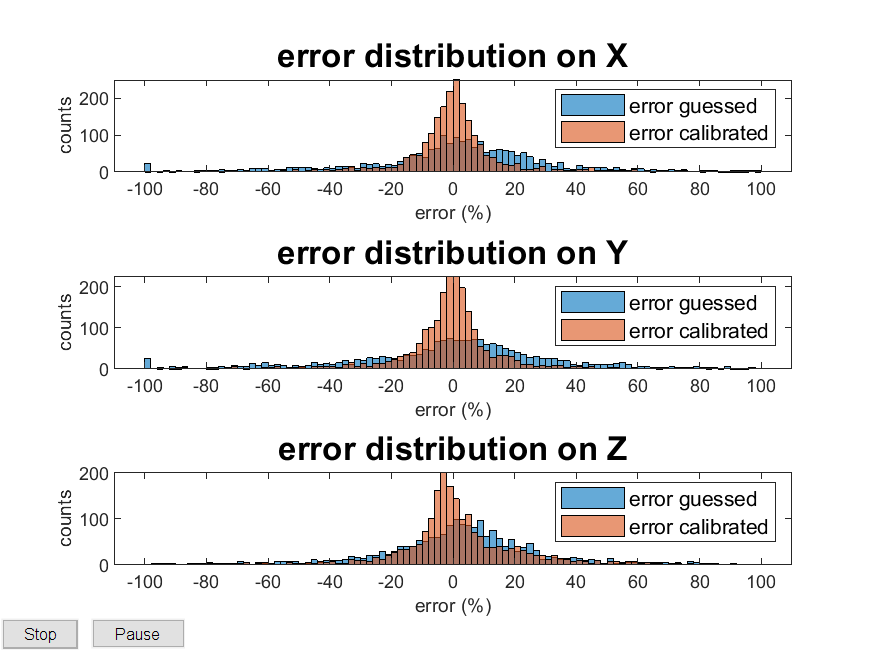 error distribution on X
200
100
0
counts
error guessed
error calibrated
-100 -80 -60 -40 -20 0 20 40 60 80 100
error (%)
error distribution on Y
200
100
0
counts
error guessed
error calibrated
-100 -80 -60 -40 -20 0 20 40 60 80 100
error (%)
error distribution on Z
200
100
0
counts
error guessed
error calibrated
-100 -80 -60 -40 -20 0 20 40 60 80 100
error (%)
Stop Pause